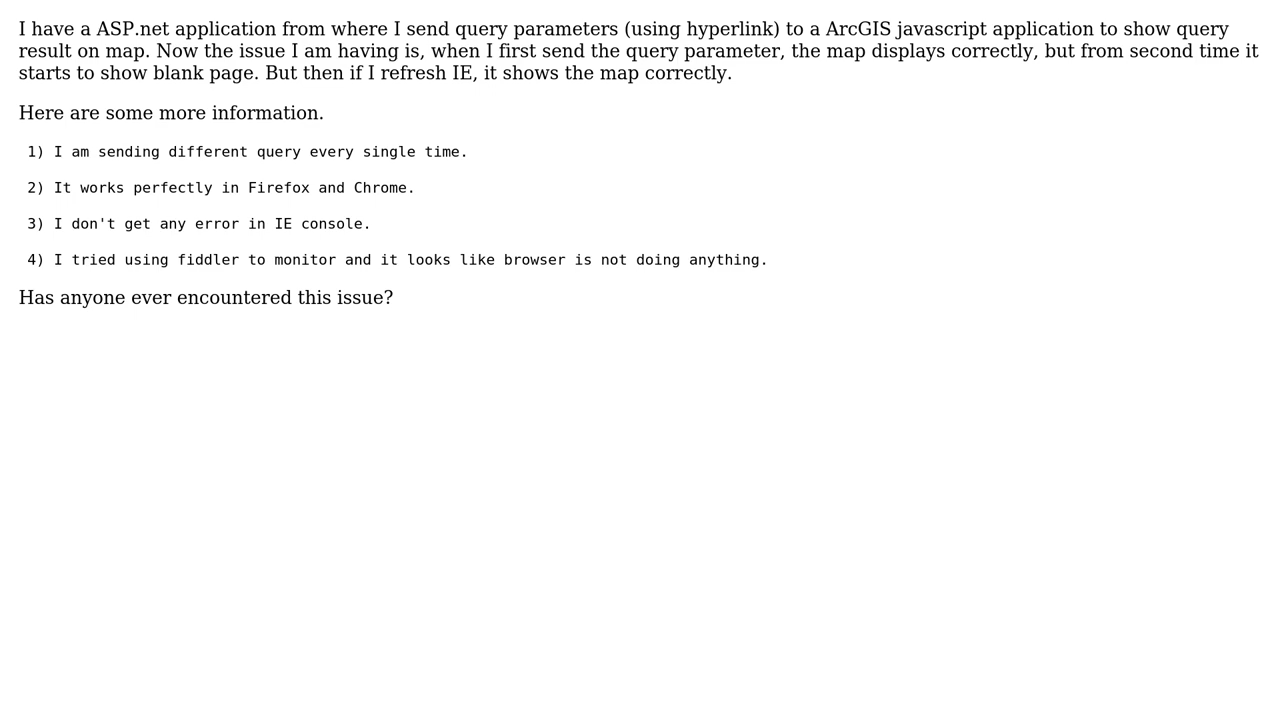 I have a ASP.net application from where I send query parameters (using hyperlink) to a ArcGIS javascript application to show query
result on map. Now the issue I am having is, when I first send the query parameter, the map displays correctly, but from second time it
starts to show blank page. But then if I refresh IE, it shows the map correctly.
Here are some more information.
1) I am sending different query every single time.
2) It works perfectly in Firefox and Chrome.
3) I don't get any error in IE console.
4) I tried using fiddler to monitor and it looks like browser is not doing anything.
Has anyone ever encountered this issue?